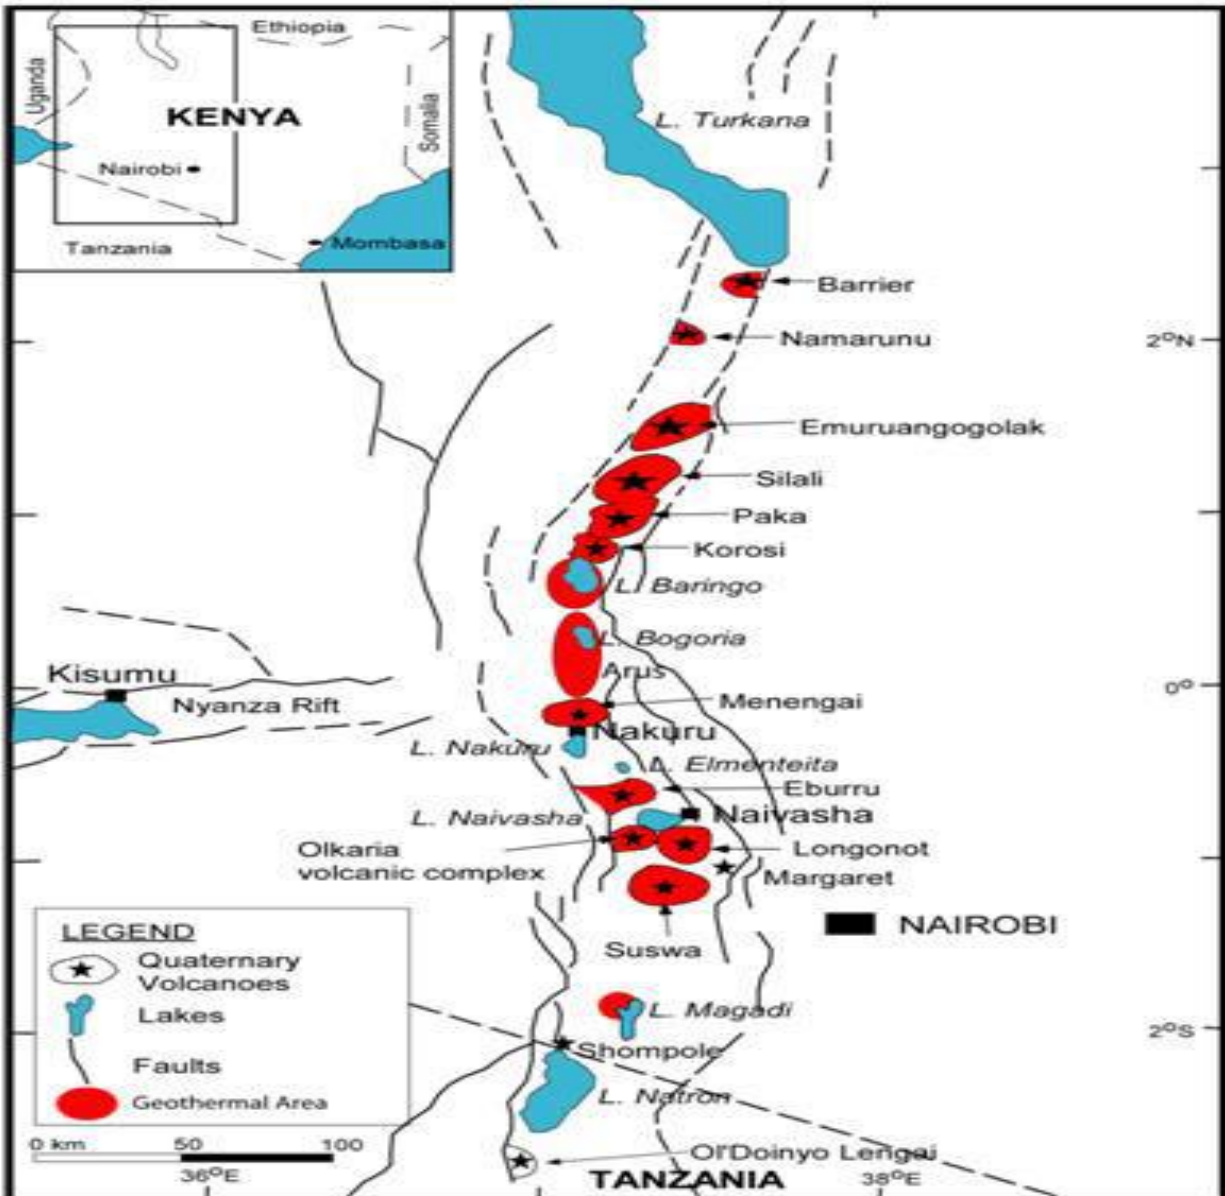 Ethiopia
Uganda
KENYA
Somalia
Nairobi
Tanzania
Mombasa
L. Turkana
Barrier
Namarunu
2°N
Emuruangogolak
Silali
Paka
Korosi
L. Baringo
L. Bogoria
Arus
Kisumu
Nyanza Rift
0°
Menengai
Nakuru
L. Nakuru
L. Elmenteita
Eburru
L. Naivasha
Naivasha
Olkaria
volcanic complex
Longonot
Margaret
NAIROBI
Suswa
LEGEND
Quaternary
Volcanoes
Lakes
Faults
Geothermal Area
L. Magadi
2°S
Shompole
L. Natron
Ol'Doinyo Lengai
TANZANIA
0 km 50 100
36°E
38°E